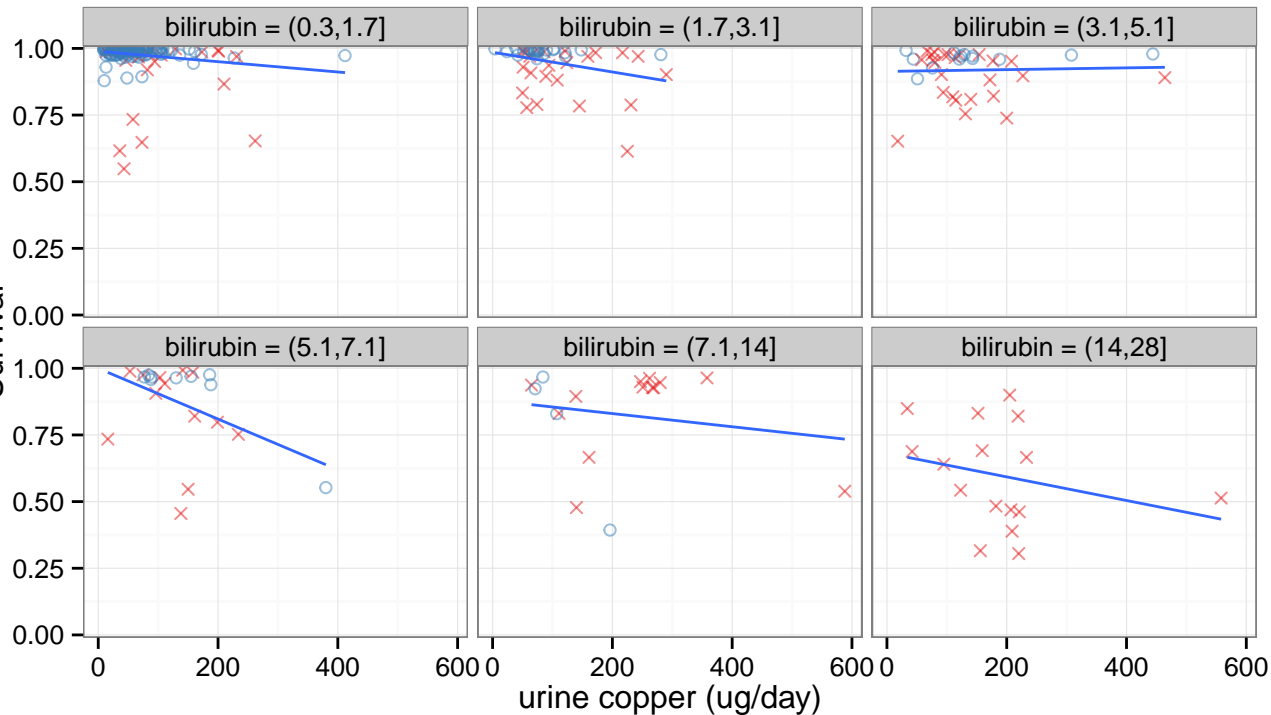 bilirubin = (0.3,1.7] bilirubin = (1.7,3.1] bilirubin = (3.1,5.1]
1.00
0.75
0.50
0.25
0.00
bilirubin = (5.1,7.1] bilirubin = (7.1,14] bilirubin = (14,28]
1.00
0.75
0.50
0.25
0.00
0 200 400 600 0 200 400 600 0 200 400 600
urine copper (ug/day)